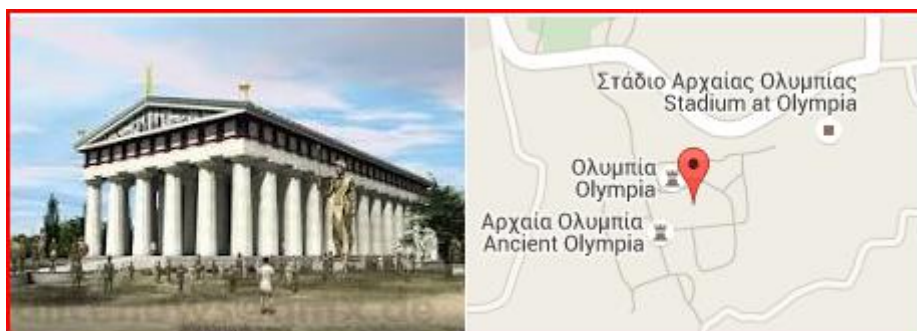 Στάδιο Αρχαίας Ολυμπίας
Stadium at Olympia
Ολυμπία
Olympia
Αρχαία Ολυμπία
Ancient Olympia